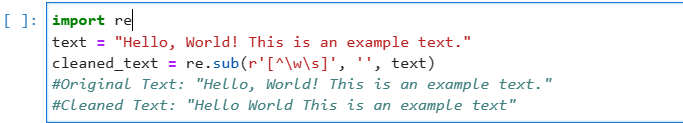 [ ]: import re
text = "Hello, World! This is an example text."
cleaned_text = re.sub(r'[^\w\s]', '', text)
#Original Text: "Hello, World! This is an example text."
#Cleaned Text: "Hello World This is an example text"